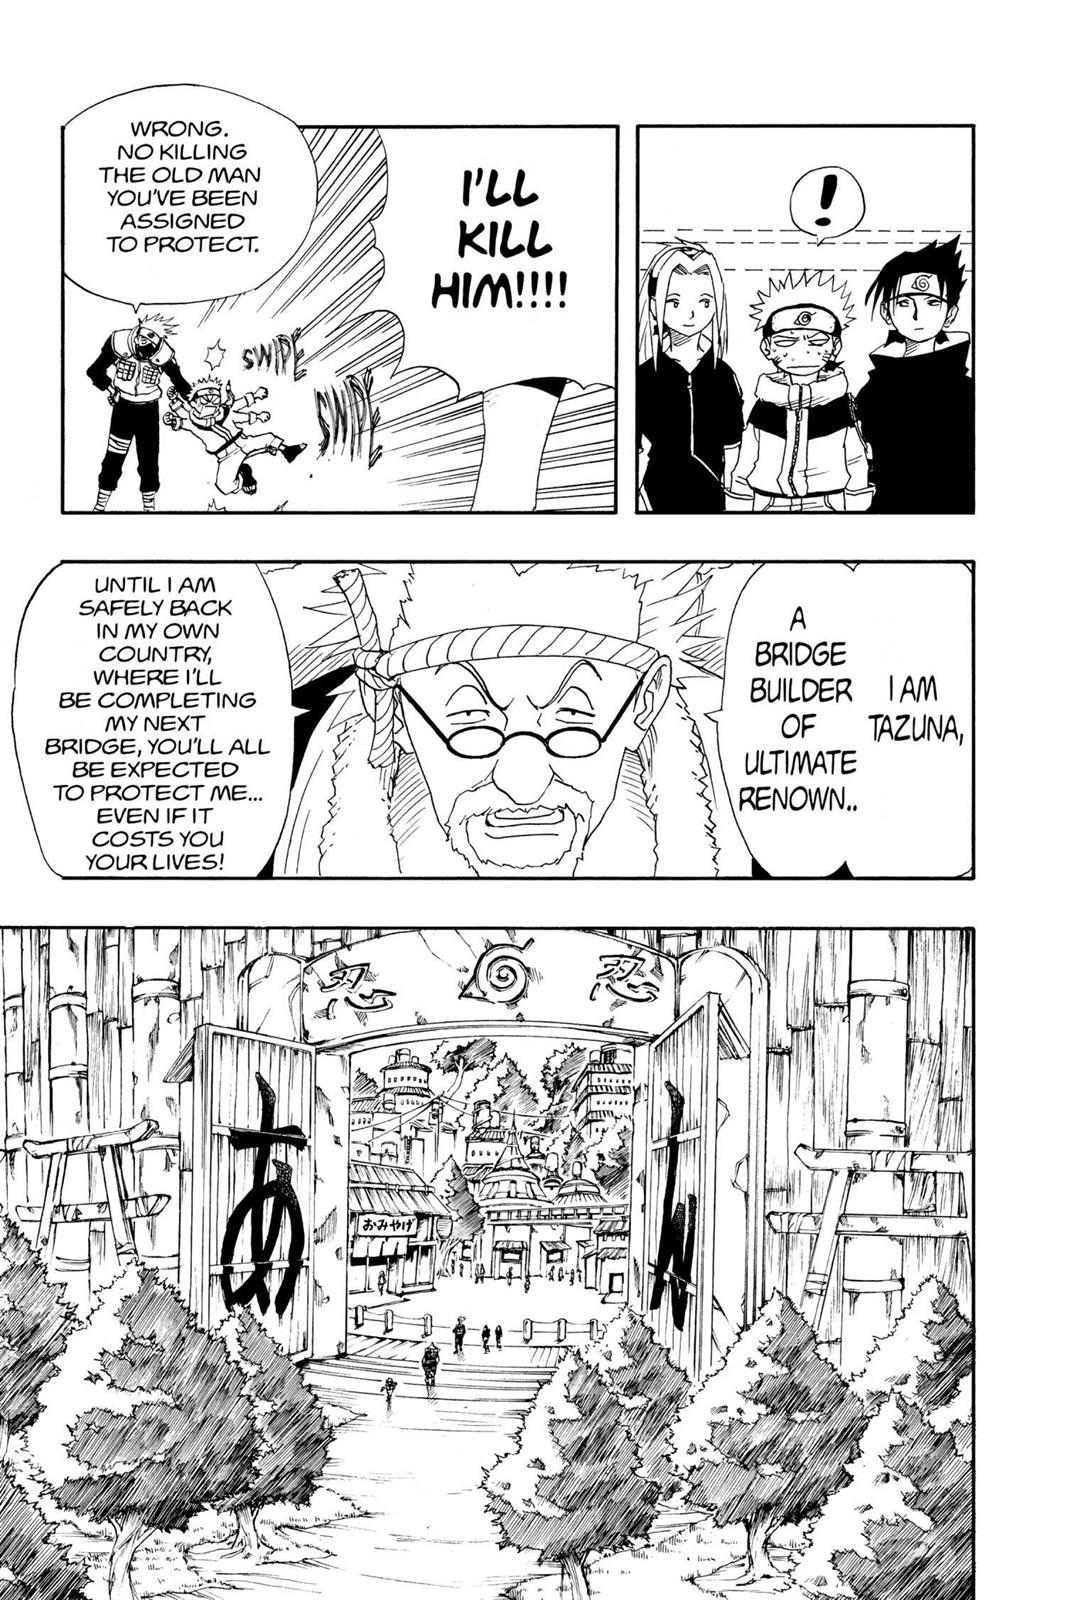 !
I'LL
KILL
HIM!!!!
WRONG.
NO KILLING
THE OLD MAN
YOU'VE BEEN
ASSIGNED
TO PROTECT.
SWIPE
I AM
TAZUNA,
A
BRIDGE
BUILDER
OF
ULTIMATE
RENOWN..
UNTIL I AM
SAFELY BACK
IN MY OWN
COUNTRY,
WHERE I'LL
BE COMPLETING
MY NEXT
BRIDGE, YOU'LL ALL
BE EXPECTED
TO PROTECT ME...
EVEN IF IT
COSTS YOU
YOUR LIVES!
忍 忍
あ ん
おみやげ